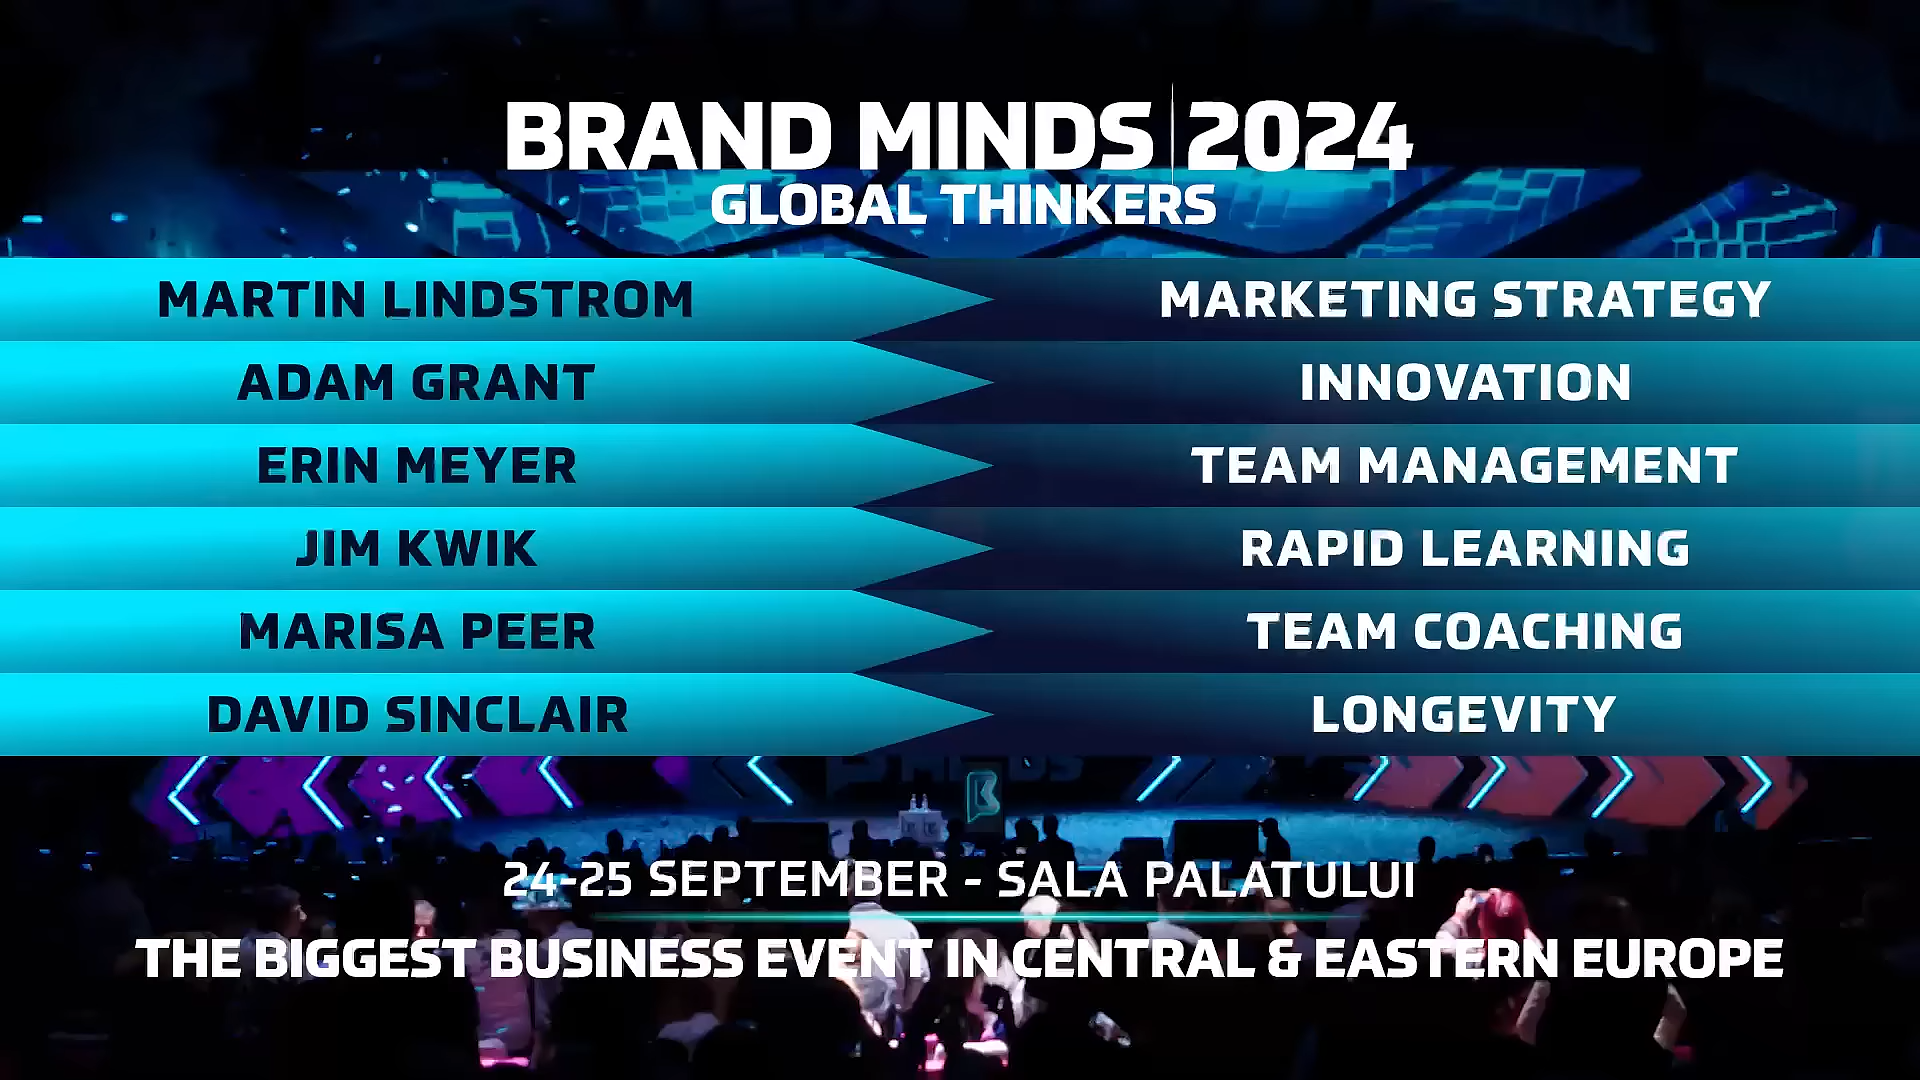 BRAND MINDS | 2024
GLOBAL THINKERS
MARTIN LINDSTROM MARKETING STRATEGY
ADAM GRANT INNOVATION
ERIN MEYER TEAM MANAGEMENT
JIM KWIK RAPID LEARNING
MARISA PEER TEAM COACHING
DAVID SINCLAIR LONGEVITY
24-25 SEPTEMBER - SALA PALATULUI
THE BIGGEST BUSINESS EVENT IN CENTRAL & EASTERN EUROPE